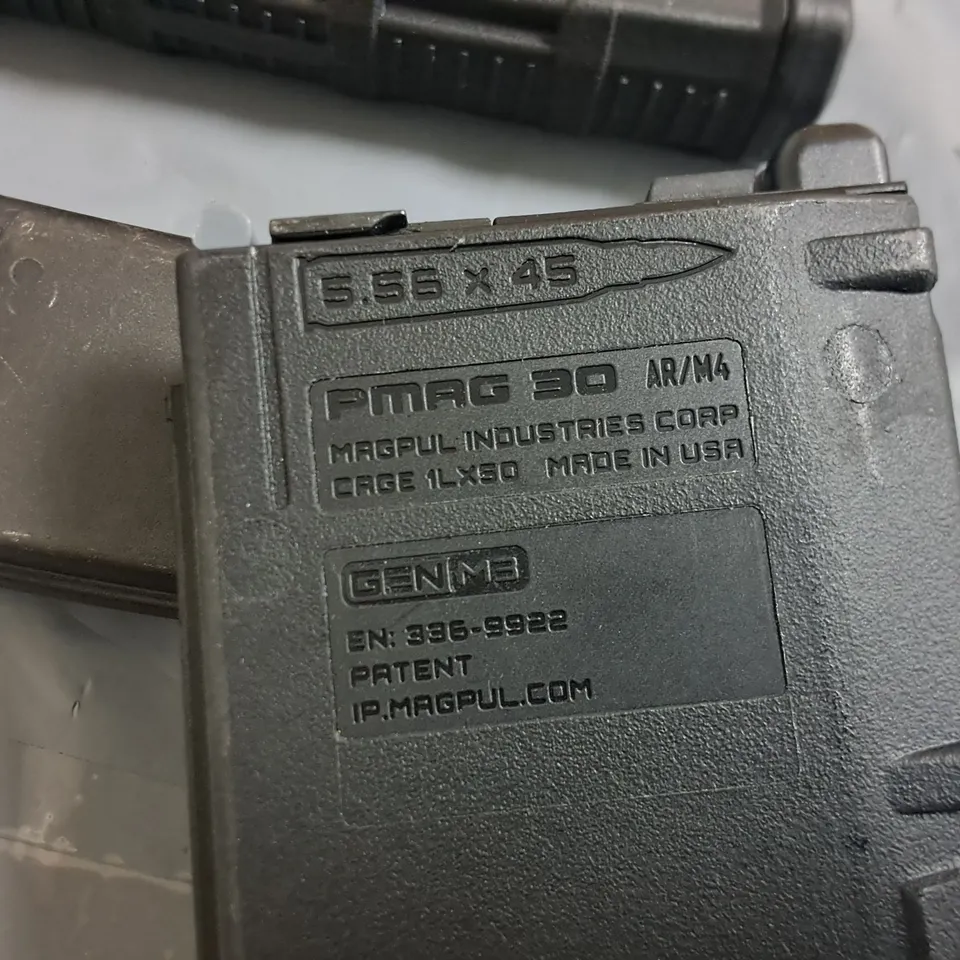 5.56 x 45
PMAG 30 AR/M4
MAGPUL INDUSTRIES CORP
CAGE 1LX50 MADE IN USA
GEN M3
EN: 336-9922
PATENT
IP.MAGPUL.COM